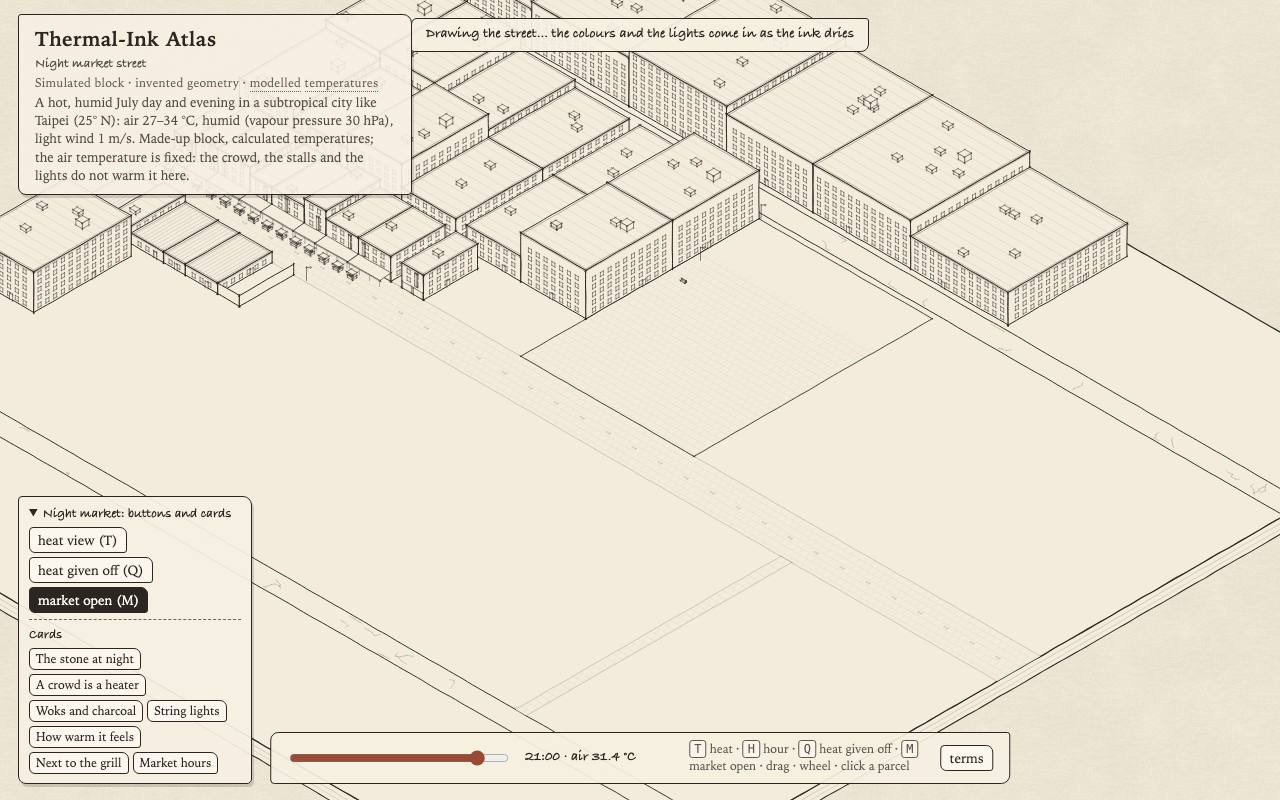 Thermal-Ink Atlas
Drawing the street... the colours and the lights come in as the ink dries
Night market street
Simulated block · invented geometry · modelled temperatures
A hot, humid July day and evening in a subtropical city like
Taipei (25° N): air 27–34 °C, humid (vapour pressure 30 hPa),
light wind 1 m/s. Made-up block, calculated temperatures;
the air temperature is fixed: the crowd, the stalls and the
lights do not warm it here.
▼ Night market: buttons and cards
heat view (T)
heat given off (Q)
market open (M)
Cards
The stone at night
A crowd is a heater
Woks and charcoal String lights
How warm it feels
Next to the grill Market hours
21:00 · air 31.4 °C
T heat · H hour · Q heat given off · M
market open · drag · wheel · click a parcel
terms